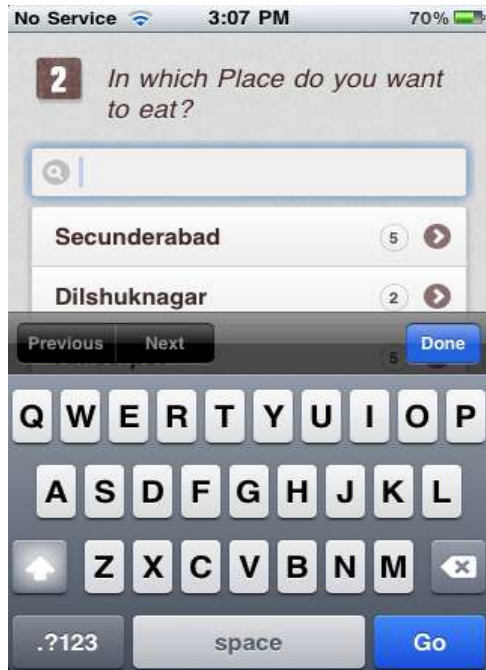 No Service 3:07 PM 70%
2 In which Place do you want
to eat?
Secunderabad 5
Dilshuknagar 2
Previous Next Done
5
Q W E R T Y U I O P
A S D F G H J K L
Z X C V B N M
.?123 space Go